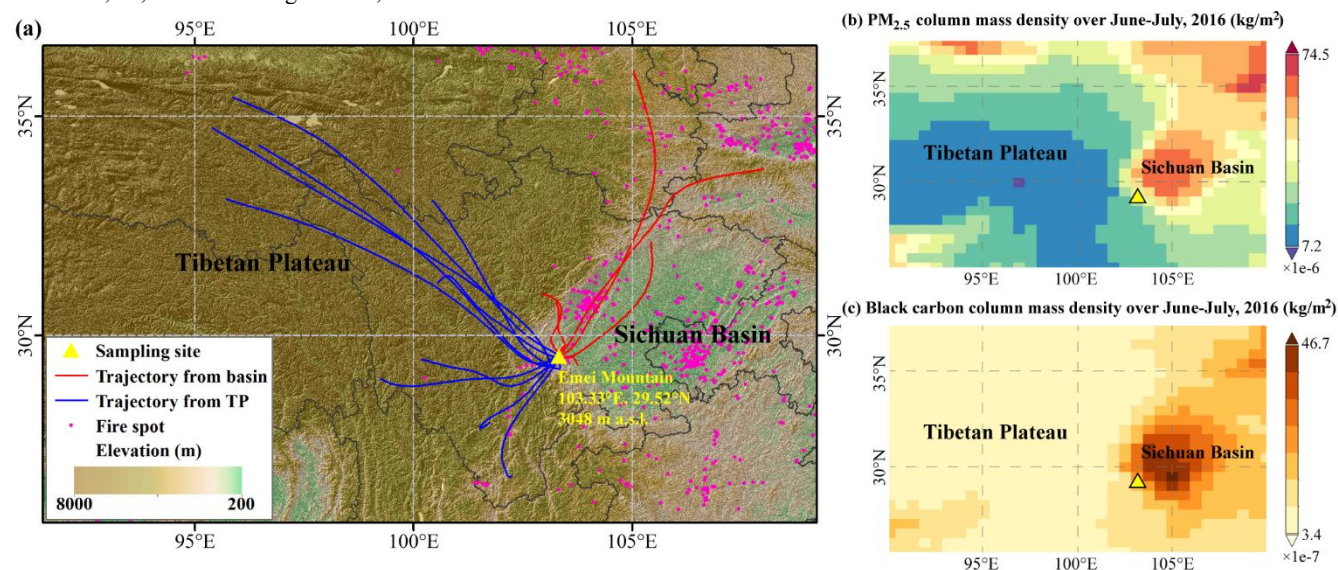 (a)
100°E
105°E
35°N
35°N
30°N
30°N
Tibetan Plateau
Sichuan Basin
Emei Mountain
103.33°E, 29.52°N
3048 m a.s.l.
Sampling site
Trajectory from basin
Trajectory from TP
Fire spot
Elevation (m)
8000
200
95°E
100°E
105°E
(b) PM2.5 column mass density over June-July, 2016 (kg/m²)
35°N
30°N
Tibetan Plateau
Sichuan Basin
95°E
100°E
105°E
74.5
7.2
×1e-6
(c) Black carbon column mass density over June-July, 2016 (kg/m²)
35°N
30°N
Tibetan Plateau
Sichuan Basin
95°E
100°E
105°E
46.7
3.4
×1e-7